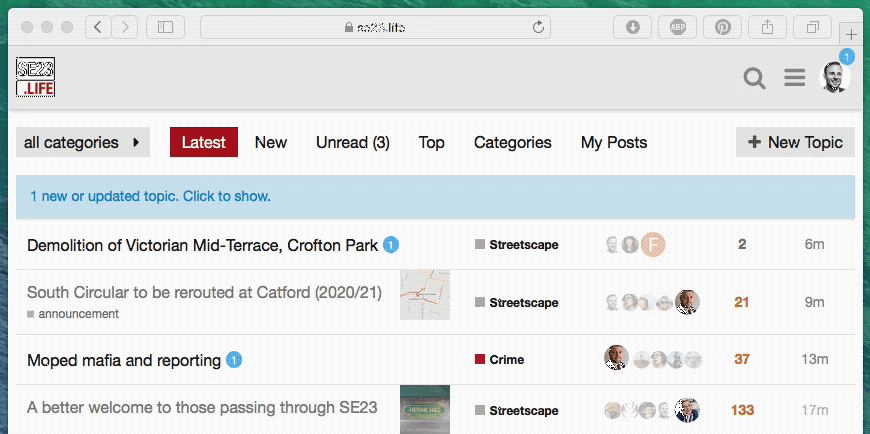 se23.life
ABP
SE23
.LIFE
1
all categories
Latest
New
Unread (3)
Top
Categories
My Posts
+ New Topic
1 new or updated topic. Click to show.
Demolition of Victorian Mid-Terrace, Crofton Park 1
Streetscape
F
2
6m
South Circular to be rerouted at Catford (2020/21)
announcement
Streetscape
21
9m
Moped mafia and reporting 1
Crime
37
13m
A better welcome to those passing through SE23
HERNE HILL
Streetscape
133
17m